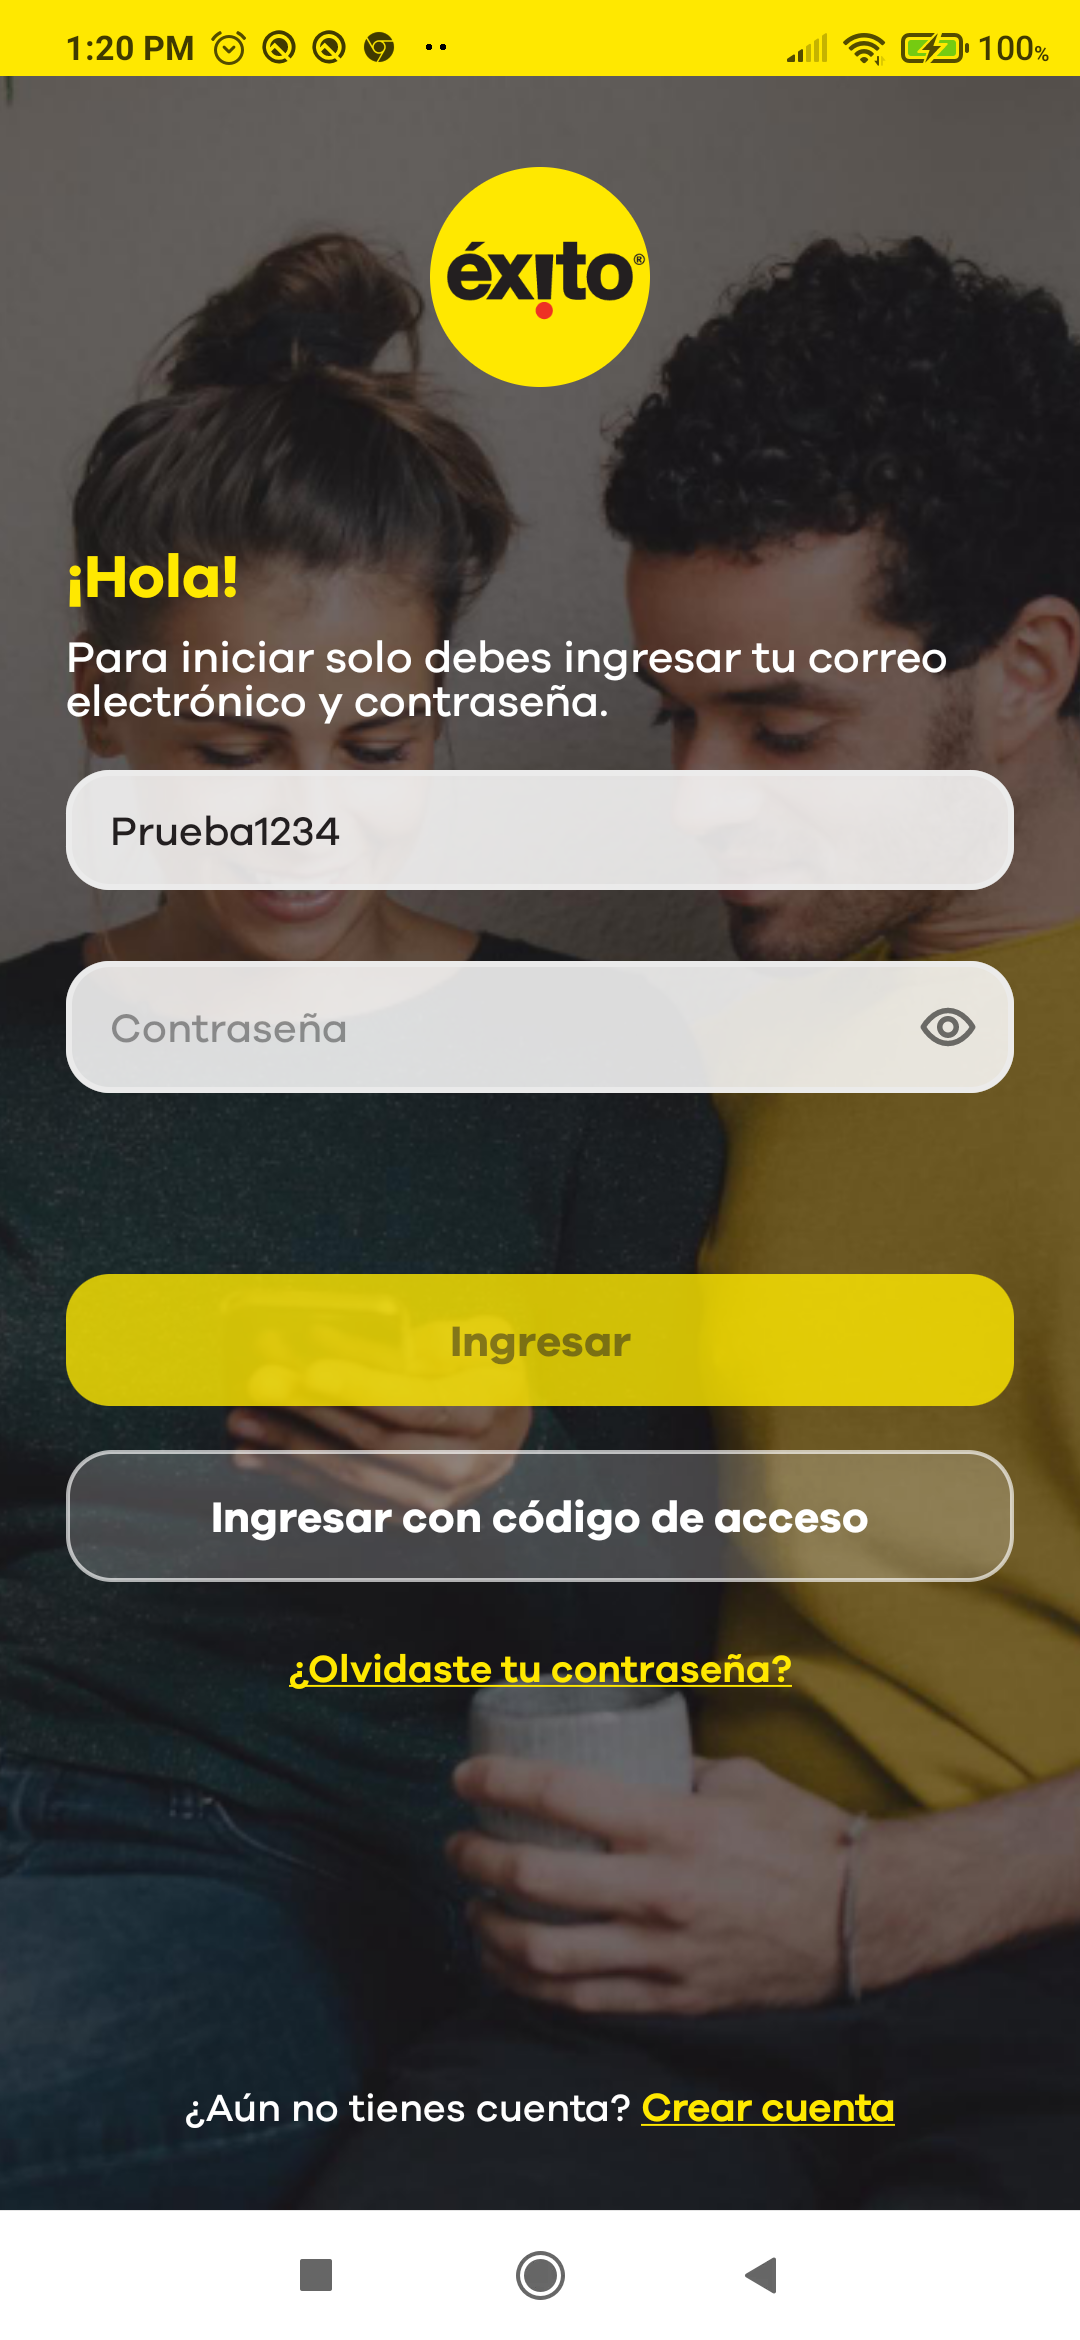 1:20 PM 100%
éxito®
¡Hola!
Para iniciar solo debes ingresar tu correo
electrónico y contraseña.
Prueba1234
Contraseña
Ingresar
Ingresar con código de acceso
¿Olvidaste tu contraseña?
¿Aún no tienes cuenta? Crear cuenta